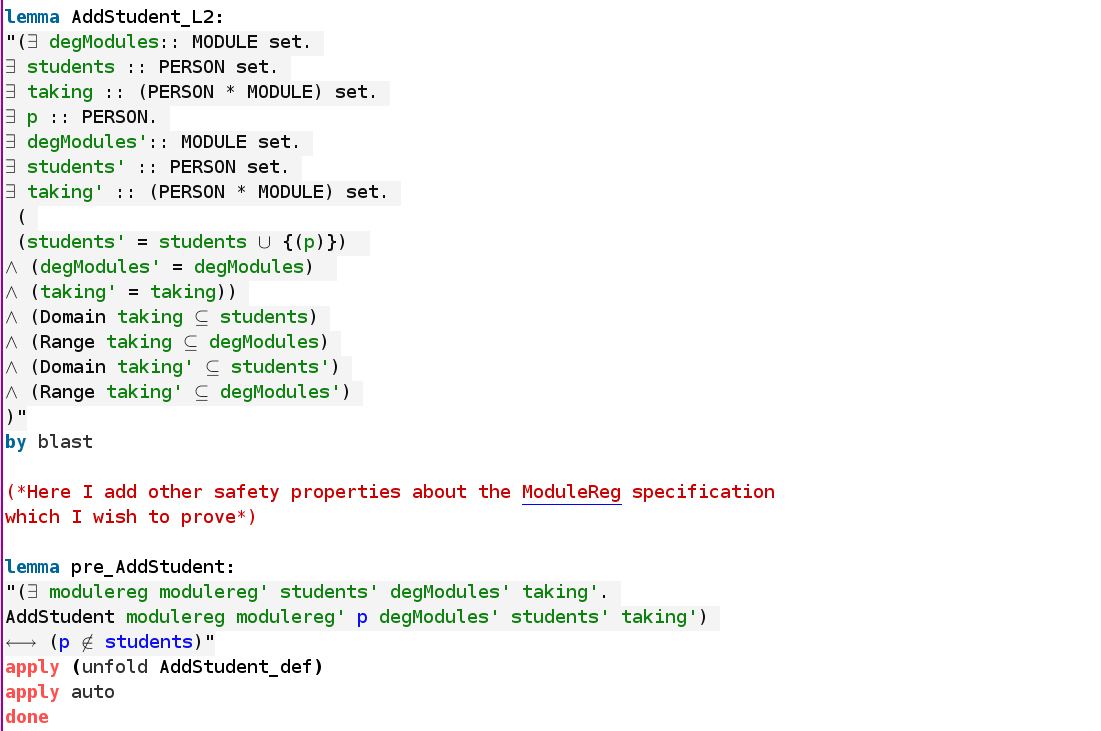 lemma AddStudent_L2:
"(∃ degModules:: MODULE set.
∃ students :: PERSON set.
∃ taking :: (PERSON * MODULE) set.
∃ p :: PERSON.
∃ degModules':: MODULE set.
∃ students' :: PERSON set.
∃ taking' :: (PERSON * MODULE) set.
(
(students' = students ∪ {(p)})
∧ (degModules' = degModules)
∧ (taking' = taking))
∧ (Domain taking ⊆ students)
∧ (Range taking ⊆ degModules)
∧ (Domain taking' ⊆ students')
∧ (Range taking' ⊆ degModules')
)"
by blast
(*Here I add other safety properties about the ModuleReg specification
which I wish to prove*)
lemma pre_AddStudent:
"(∃ modulereg modulereg' students' degModules' taking'.
AddStudent modulereg modulereg' p degModules' students' taking')
⟷ (p ∉ students)"
apply (unfold AddStudent_def)
apply auto
done